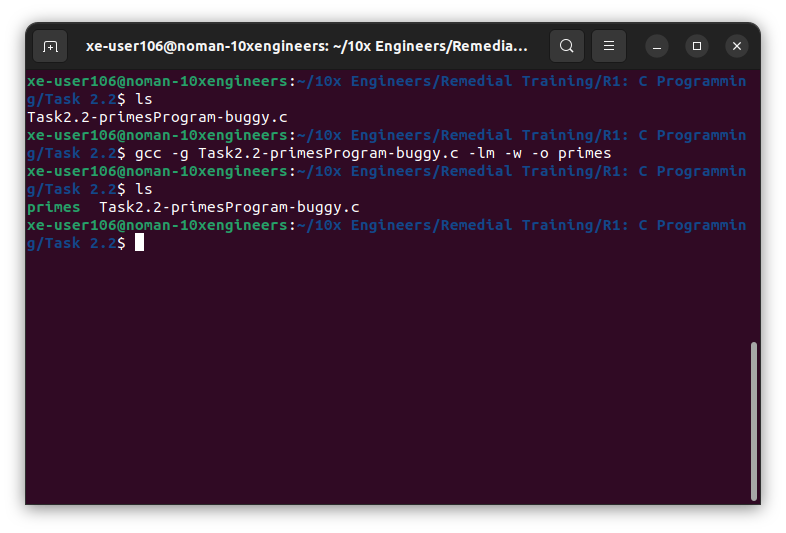 xe-user106@noman-10xengineers: ~/10x Engineers/Remedia...
xe-user106@noman-10xengineers:~/10x Engineers/Remedial Training/R1: C Programmin
g/Task 2.2$ ls
Task2.2-primesProgram-buggy.c
xe-user106@noman-10xengineers:~/10x Engineers/Remedial Training/R1: C Programmin
g/Task 2.2$ gcc -g Task2.2-primesProgram-buggy.c -lm -w -o primes
xe-user106@noman-10xengineers:~/10x Engineers/Remedial Training/R1: C Programmin
g/Task 2.2$ ls
primes  Task2.2-primesProgram-buggy.c
xe-user106@noman-10xengineers:~/10x Engineers/Remedial Training/R1: C Programmin
g/Task 2.2$